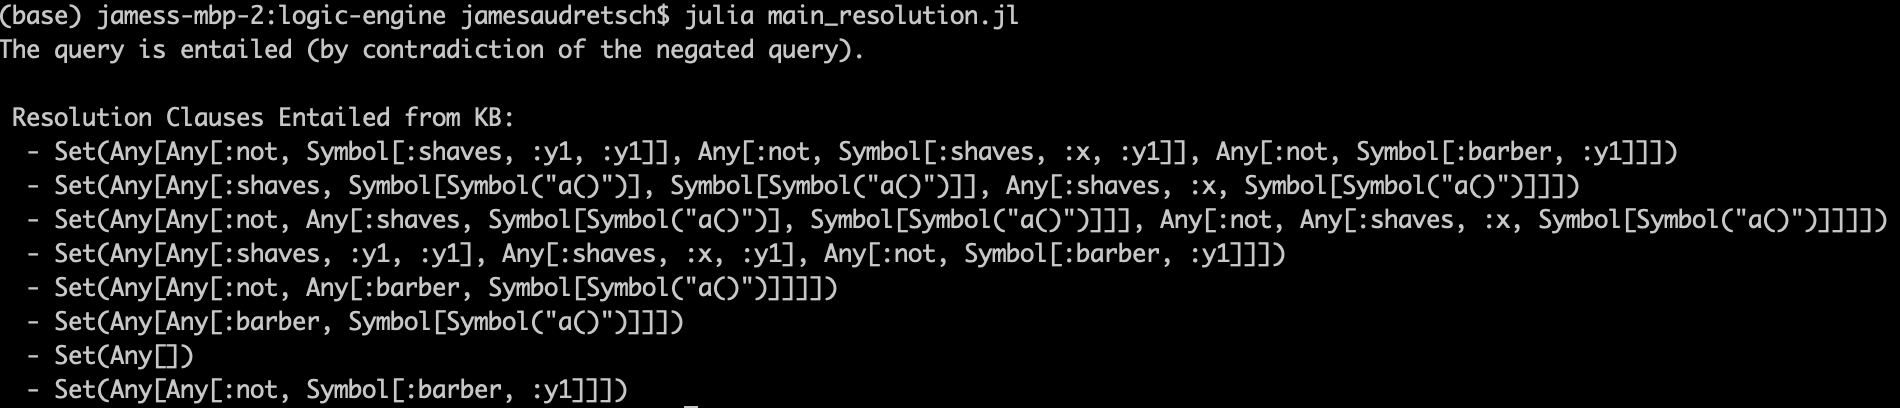 (base) jamess-mbp-2:logic-engine jamesaudretsch$ julia main_resolution.jl
The query is entailed (by contradiction of the negated query).
Resolution Clauses Entailed from KB:
- Set(Any[Any[:not, Symbol[:shaves, :y1, :y1]], Any[:not, Symbol[:shaves, :x, :y1]], Any[:not, Symbol[:barber, :y1]]])
- Set(Any[Any[:shaves, Symbol[Symbol("a()")], Symbol[Symbol("a()")]], Any[:shaves, :x, Symbol[Symbol("a()")]]])
- Set(Any[Any[:not, Any[:shaves, Symbol[Symbol("a()")], Symbol[Symbol("a()")]]], Any[:not, Any[:shaves, :x, Symbol[Symbol("a()")]]]])
- Set(Any[Any[:shaves, :y1, :y1], Any[:shaves, :x, :y1], Any[:not, Symbol[:barber, :y1]]])
- Set(Any[Any[:not, Any[:barber, Symbol[Symbol("a()")]]]])
- Set(Any[Any[:barber, Symbol[Symbol("a()")]]])
- Set(Any[])
- Set(Any[Any[:not, Symbol[:barber, :y1]]])